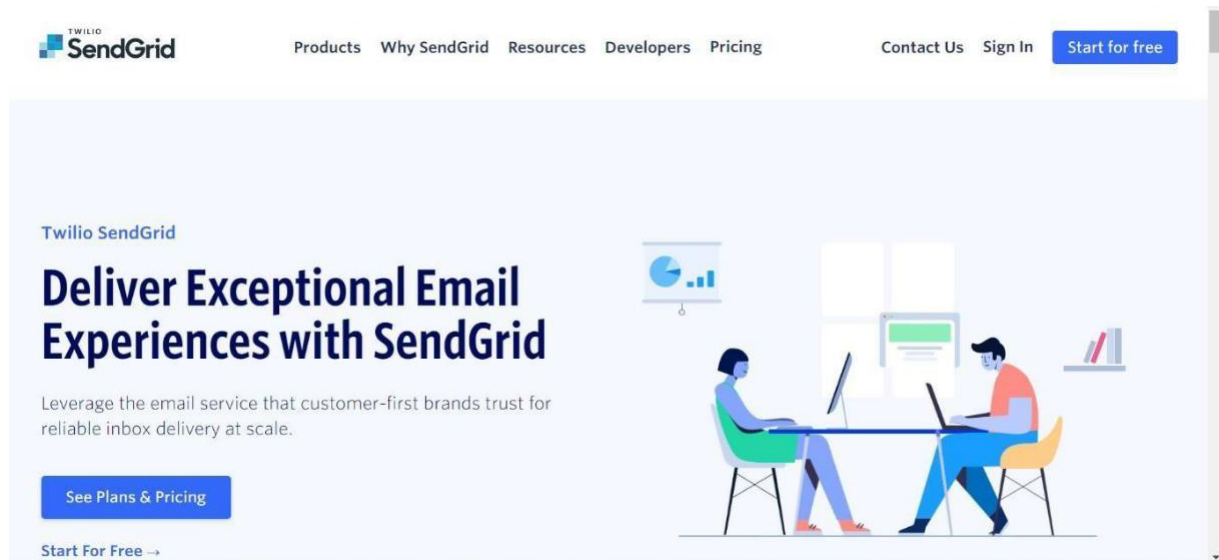 TWILIO
SendGrid
Products Why SendGrid Resources Developers Pricing Contact Us Sign In Start for free
Twilio SendGrid
Deliver Exceptional Email
Experiences with SendGrid
Leverage the email service that customer-first brands trust for
reliable inbox delivery at scale.
See Plans & Pricing
Start For Free →